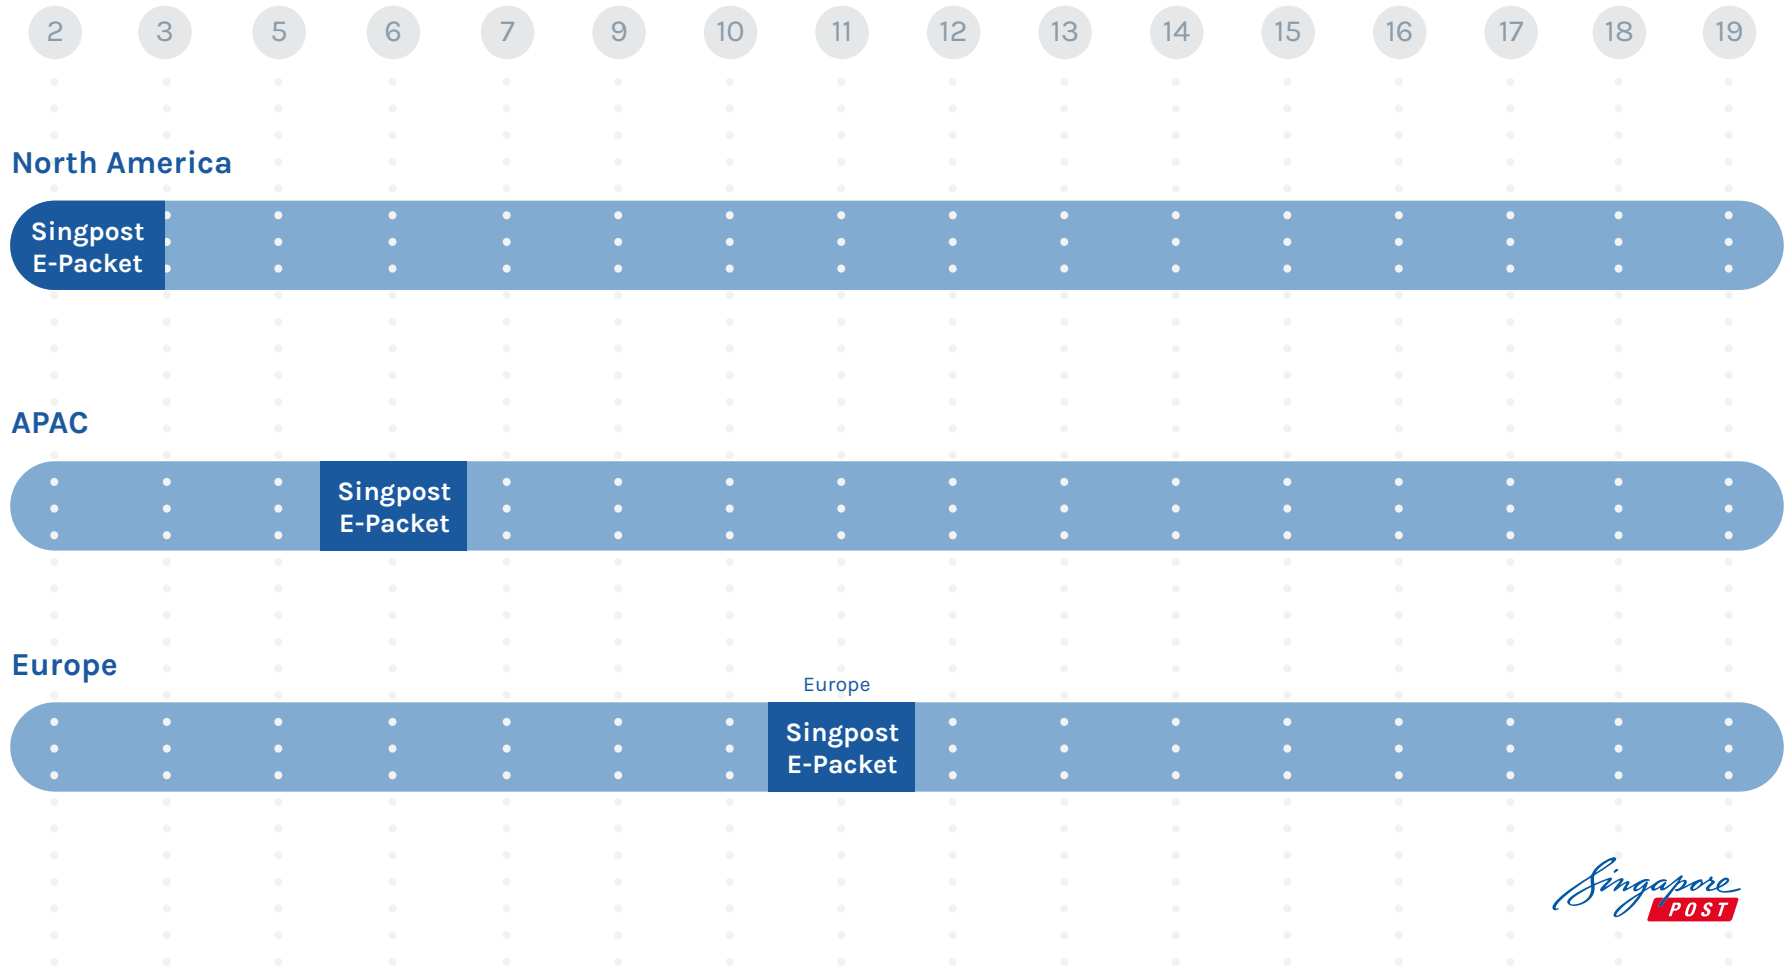 2 3 5 6 7 9 10 11 12 13 14 15 16 17 18 19
North America
Singpost
E-Packet
APAC
Singpost
E-Packet
Europe
Europe
Singpost
E-Packet
Singapore
POST